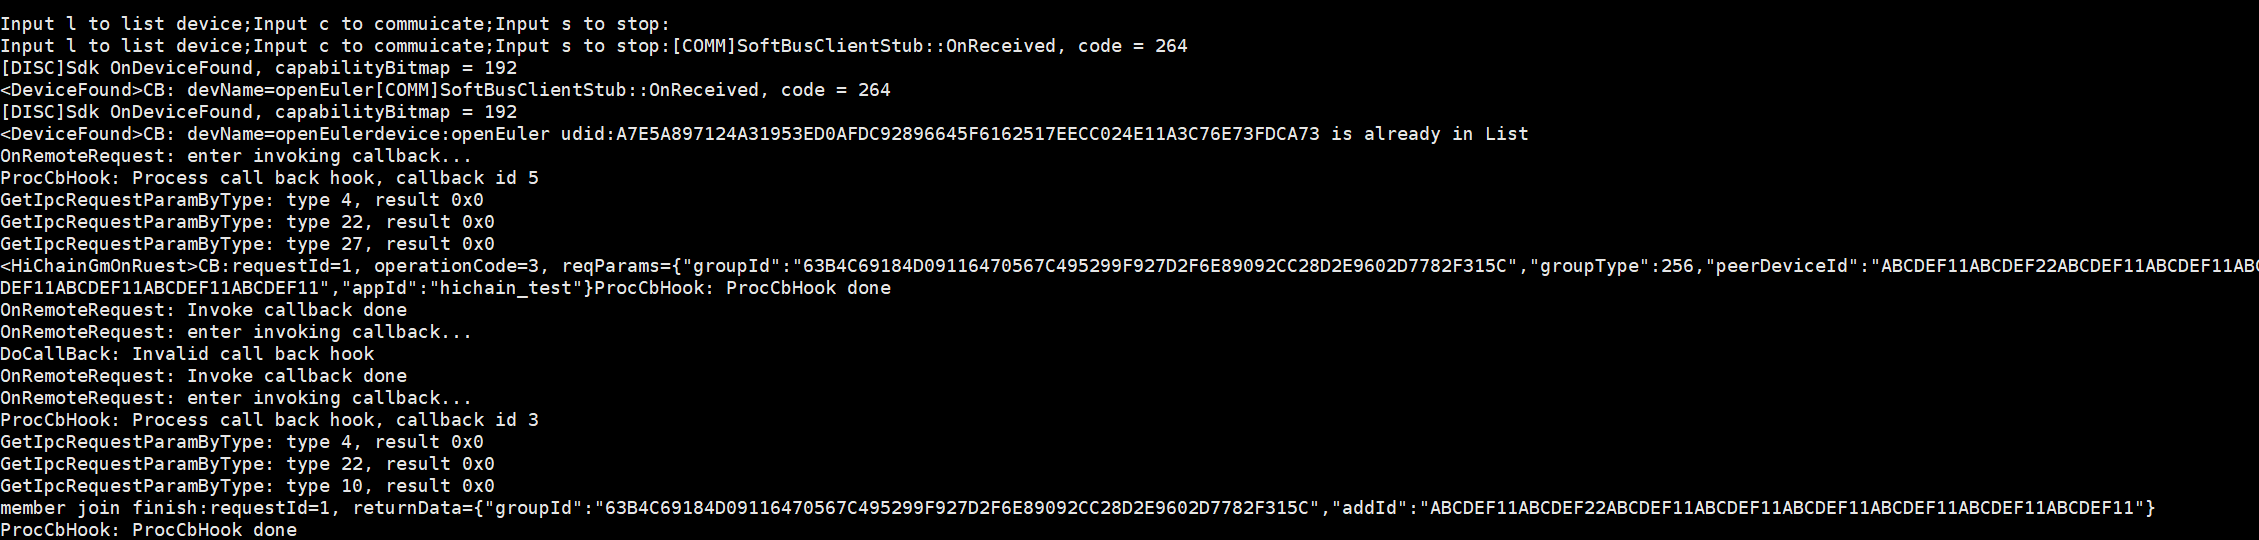 Input l to list device;Input c to commuicate;Input s to stop:
Input l to list device;Input c to commuicate;Input s to stop:[COMM]SoftBusClientStub::OnReceived, code = 264
[DISC]Sdk OnDeviceFound, capabilityBitmap = 192
<DeviceFound>CB: devName=openEuler[COMM]SoftBusClientStub::OnReceived, code = 264
[DISC]Sdk OnDeviceFound, capabilityBitmap = 192
<DeviceFound>CB: devName=openEulerdevice:openEuler udid:A7E5A897124A31953ED0AFDC92896645F6162517EECC024E11A3C76E73FDCA73 is already in List
OnRemoteRequest: enter invoking callback...
ProcCbHook: Process call back hook, callback id 5
GetIpcRequestParamByType: type 4, result 0x0
GetIpcRequestParamByType: type 22, result 0x0
GetIpcRequestParamByType: type 27, result 0x0
<HiChainGmOnRuest>CB:requestId=1, operationCode=3, reqParams={"groupId":"63B4C69184D09116470567C495299F927D2F6E89092CC28D2E9602D7782F315C","groupType":256,"peerDeviceId":"ABCDEF11ABCDEF22ABCDEF11ABCDEF11ABC
DEF11ABCDEF11ABCDEF11ABCDEF11","appId":"hichain_test"}ProcCbHook: ProcCbHook done
OnRemoteRequest: Invoke callback done
OnRemoteRequest: enter invoking callback...
DoCallBack: Invalid call back hook
OnRemoteRequest: Invoke callback done
OnRemoteRequest: enter invoking callback...
ProcCbHook: Process call back hook, callback id 3
GetIpcRequestParamByType: type 4, result 0x0
GetIpcRequestParamByType: type 22, result 0x0
GetIpcRequestParamByType: type 10, result 0x0
member join finish:requestId=1, returnData={"groupId":"63B4C69184D09116470567C495299F927D2F6E89092CC28D2E9602D7782F315C","addId":"ABCDEF11ABCDEF22ABCDEF11ABCDEF11ABCDEF11ABCDEF11ABCDEF11ABCDEF11"}
ProcCbHook: ProcCbHook done